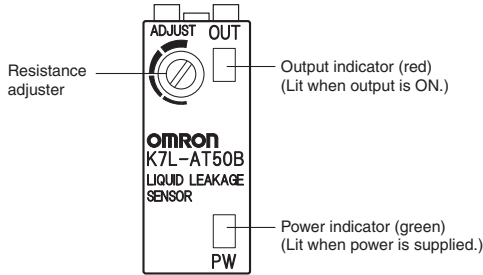 ADJUST OUT
Resistance
adjuster
Output indicator (red)
(Lit when output is ON.)
OMRON
K7L-AT50B
LIQUID LEAKAGE
SENSOR
Power indicator (green)
(Lit when power is supplied.)
PW